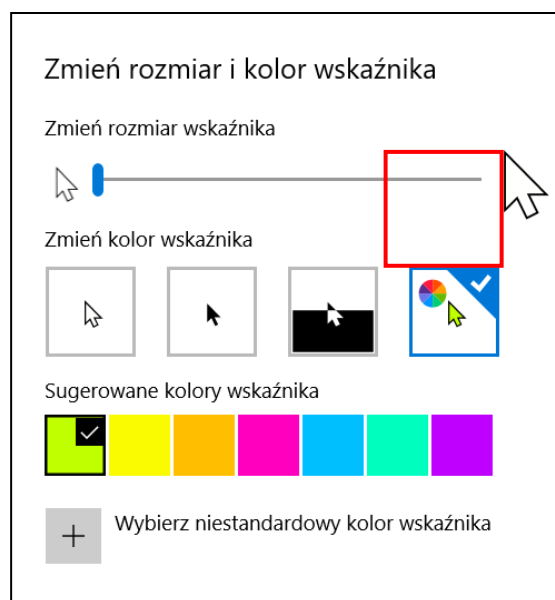 Zmień rozmiar i kolor wskaźnika
Zmień rozmiar wskaźnika
Zmień kolor wskaźnika
Sugerowane kolory wskaźnika
Wybierz niestandardowy kolor wskaźnika